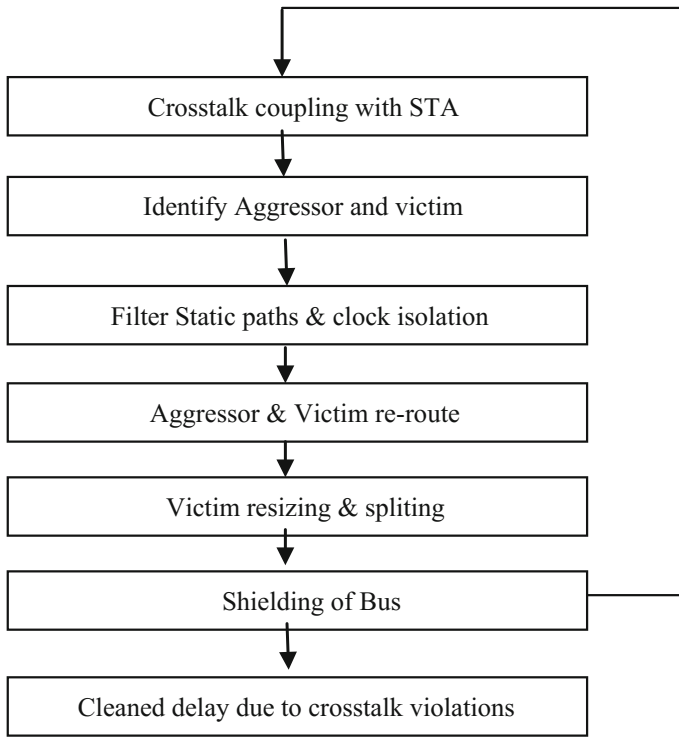 Crosstalk coupling with STA
Identify Aggressor and victim
Filter Static paths & clock isolation
Aggressor & Victim re-route
Victim resizing & spliting
Shielding of Bus
Cleaned delay due to crosstalk violations